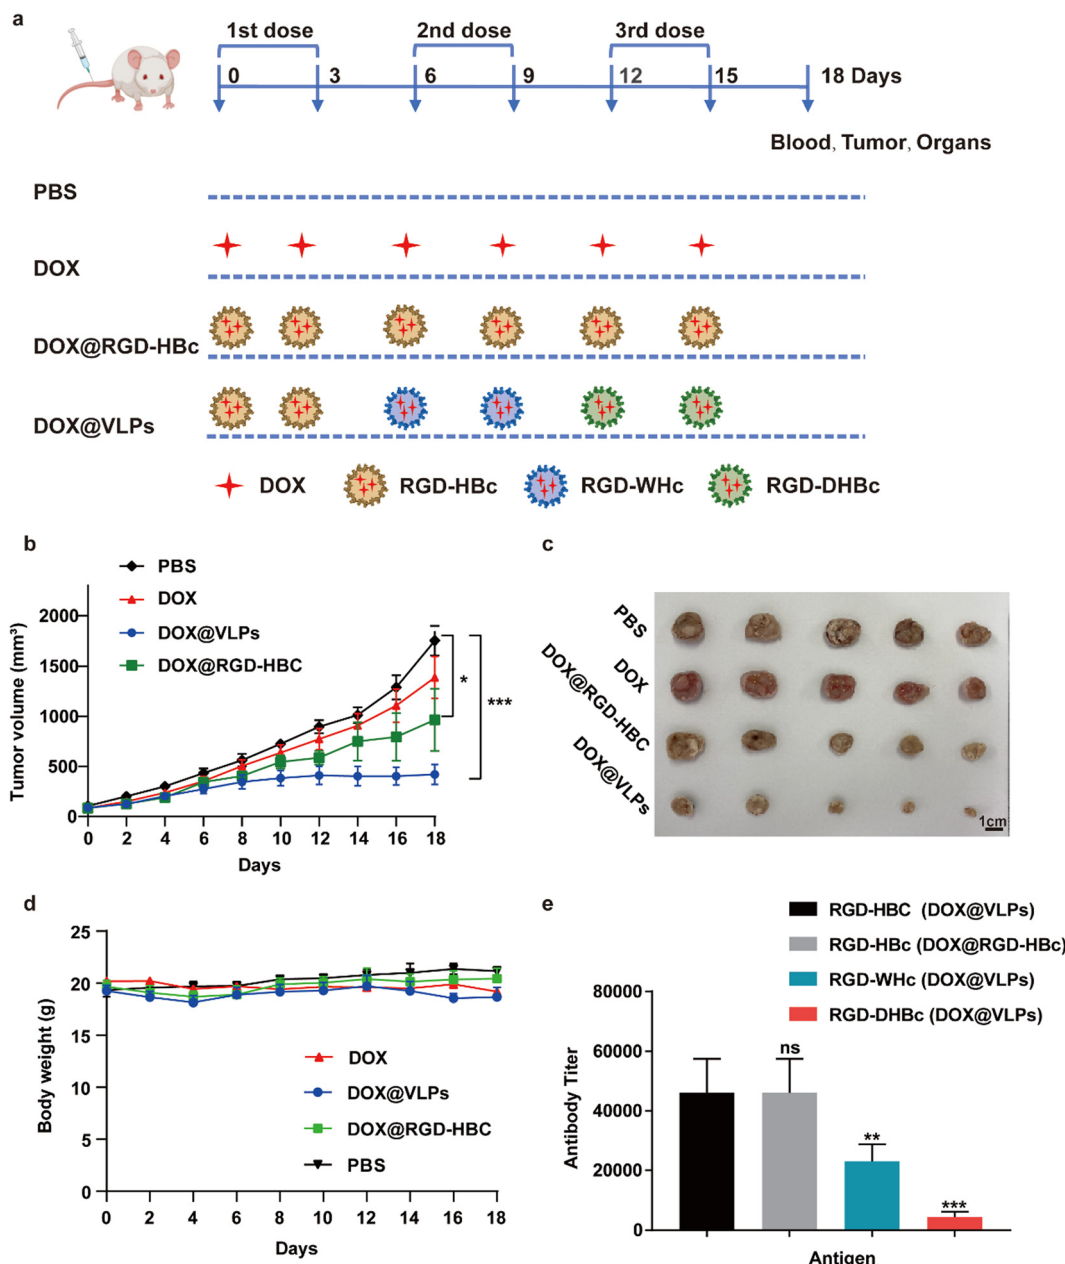 a
1st dose 2nd dose 3rd dose
0 3 6 9 12 15 18 Days
Blood, Tumor, Organs
PBS
DOX
DOX@RGD-HBc
DOX@VLPs
DOX RGD-HBc RGD-WHc RGD-DHBc
b
PBS
DOX
DOX@VLPs
DOX@RGD-HBC
Tumor volume (mm³)
2000
1500
1000
500
0
* ***
0 2 4 6 8 10 12 14 16 18
Days
c
PBS
DOX
DOX@RGD-HBC
DOX@VLPs
1cm
d
Body weight (g)
25
20
15
10
5
0
DOX
DOX@VLPs
DOX@RGD-HBC
PBS
0 2 4 6 8 10 12 14 16 18
Days
e
RGD-HBC (DOX@VLPs)
RGD-HBc (DOX@RGD-HBc)
RGD-WHc (DOX@VLPs)
RGD-DHBc (DOX@VLPs)
Antibody Titer
80000
60000
40000
20000
0
ns
**
***
Antigen